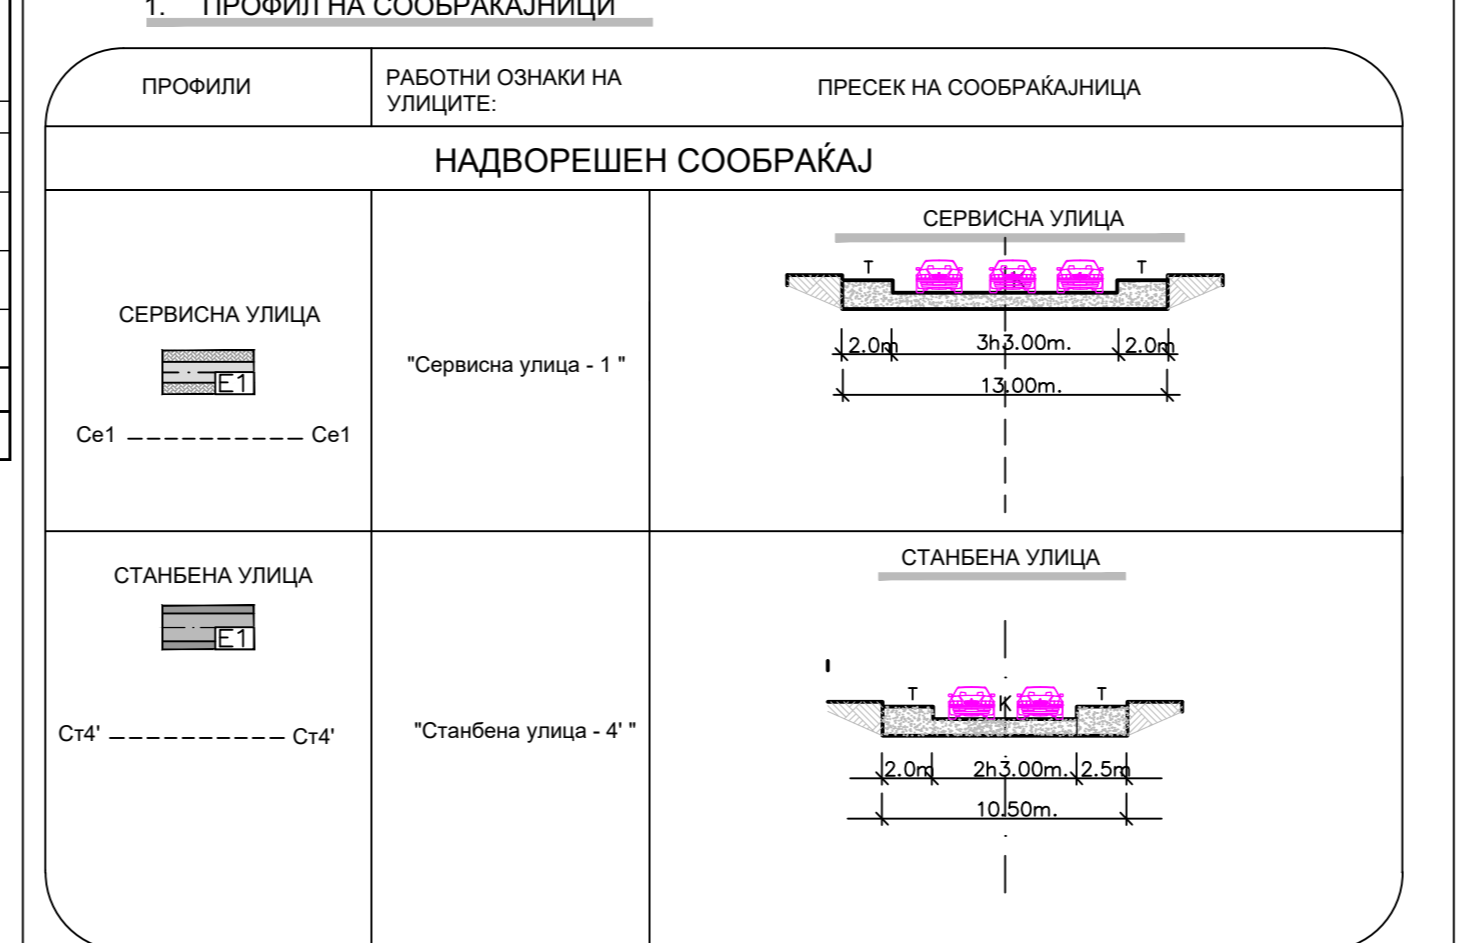 1. ПРОФИЛ НА СООБРАЌАЈНИЦИ
ПРОФИЛИ
РАБОТНИ ОЗНАКИ НА
УЛИЦИТЕ:
ПРЕСЕК НА СООБРАЌАЈНИЦА
НАДВОРЕШЕН СООБРАЌАЈ
СЕРВИСНА УЛИЦА
E1
Се1 Се1
"Сервисна улица - 1 "
СЕРВИСНА УЛИЦА
Т К Т
2.0m 3h3.00m. 2.0m
13.00m.
СТАНБЕНА УЛИЦА
E1
Ст4' Ст4'
"Станбена улица - 4' "
СТАНБЕНА УЛИЦА
Т К Т
2.0m 2h3.00m. 2.5m
10.50m.